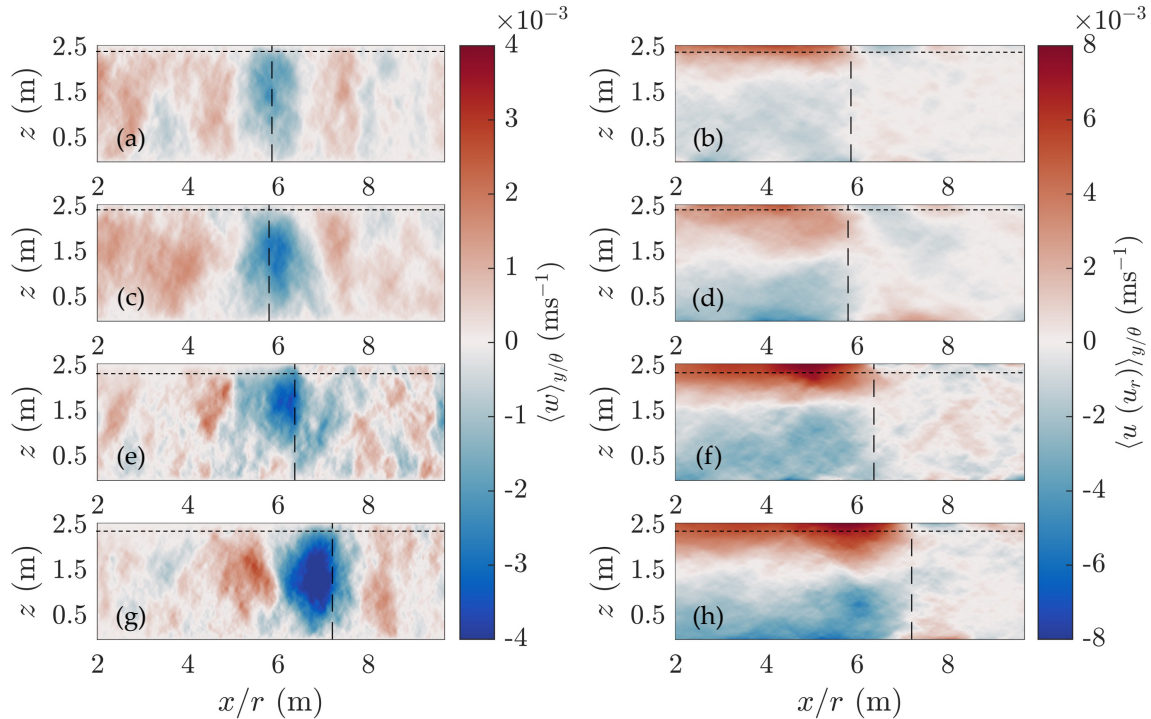 ×10⁻³ ×10⁻³
2.5 1.5 0.5 z (m) (a) 2 4 6 8
2.5 1.5 0.5 z (m) (b) 2 4 6 8
2.5 1.5 0.5 z (m) (c) 2 4 6 8
2.5 1.5 0.5 z (m) (d) 2 4 6 8
2.5 1.5 0.5 z (m) (e) 2 4 6 8
2.5 1.5 0.5 z (m) (f) 2 4 6 8
2.5 1.5 0.5 z (m) (g) 2 4 6 8
x/r (m)
2.5 1.5 0.5 z (m) (h) 2 4 6 8
x/r (m)
4 3 2 1 0 -1 -2 -3 -4
⟨w⟩y/θ (ms⁻¹)
8 6 4 2 0 -2 -4 -6 -8
⟨u (uᵣ)⟩y/θ (ms⁻¹)